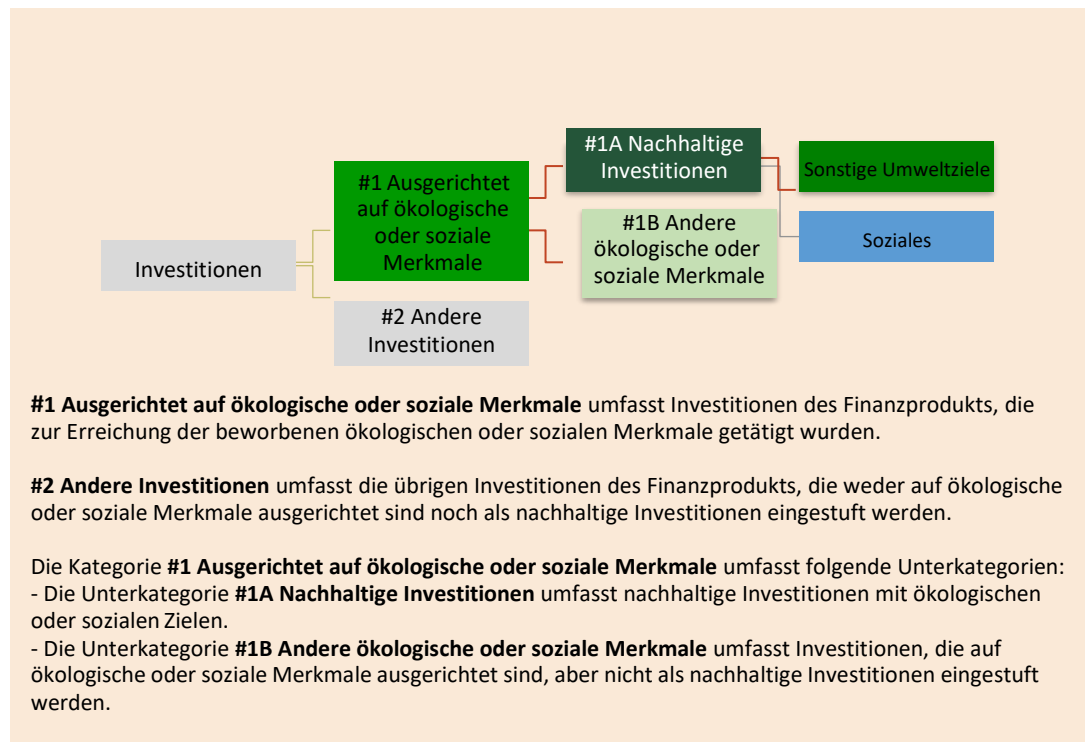 #1A Nachhaltige
Investitionen
Sonstige Umweltziele
#1 Ausgerichtet
auf ökologische
oder soziale
Merkmale
#1B Andere
ökologische oder
soziale Merkmale
Soziales
Investitionen
#2 Andere
Investitionen
#1 Ausgerichtet auf ökologische oder soziale Merkmale umfasst Investitionen des Finanzprodukts, die
zur Erreichung der beworbenen ökologischen oder sozialen Merkmale getätigt wurden.
#2 Andere Investitionen umfasst die übrigen Investitionen des Finanzprodukts, die weder auf ökologische
oder soziale Merkmale ausgerichtet sind noch als nachhaltige Investitionen eingestuft werden.
Die Kategorie #1 Ausgerichtet auf ökologische oder soziale Merkmale umfasst folgende Unterkategorien:
- Die Unterkategorie #1A Nachhaltige Investitionen umfasst nachhaltige Investitionen mit ökologischen
oder sozialen Zielen.
- Die Unterkategorie #1B Andere ökologische oder soziale Merkmale umfasst Investitionen, die auf
ökologische oder soziale Merkmale ausgerichtet sind, aber nicht als nachhaltige Investitionen eingestuft
werden.